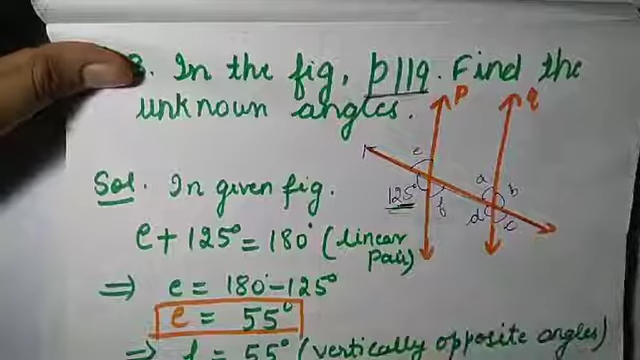 3. In the fig, p||q. Find the
unknown angles.
p
q
e
125°
f
a
b
d
c
Sol. In given fig.
e + 125° = 180° (linear
pair)
⇒ e = 180° - 125°
e = 55°
⇒ f = 55° (vertically opposite angles)